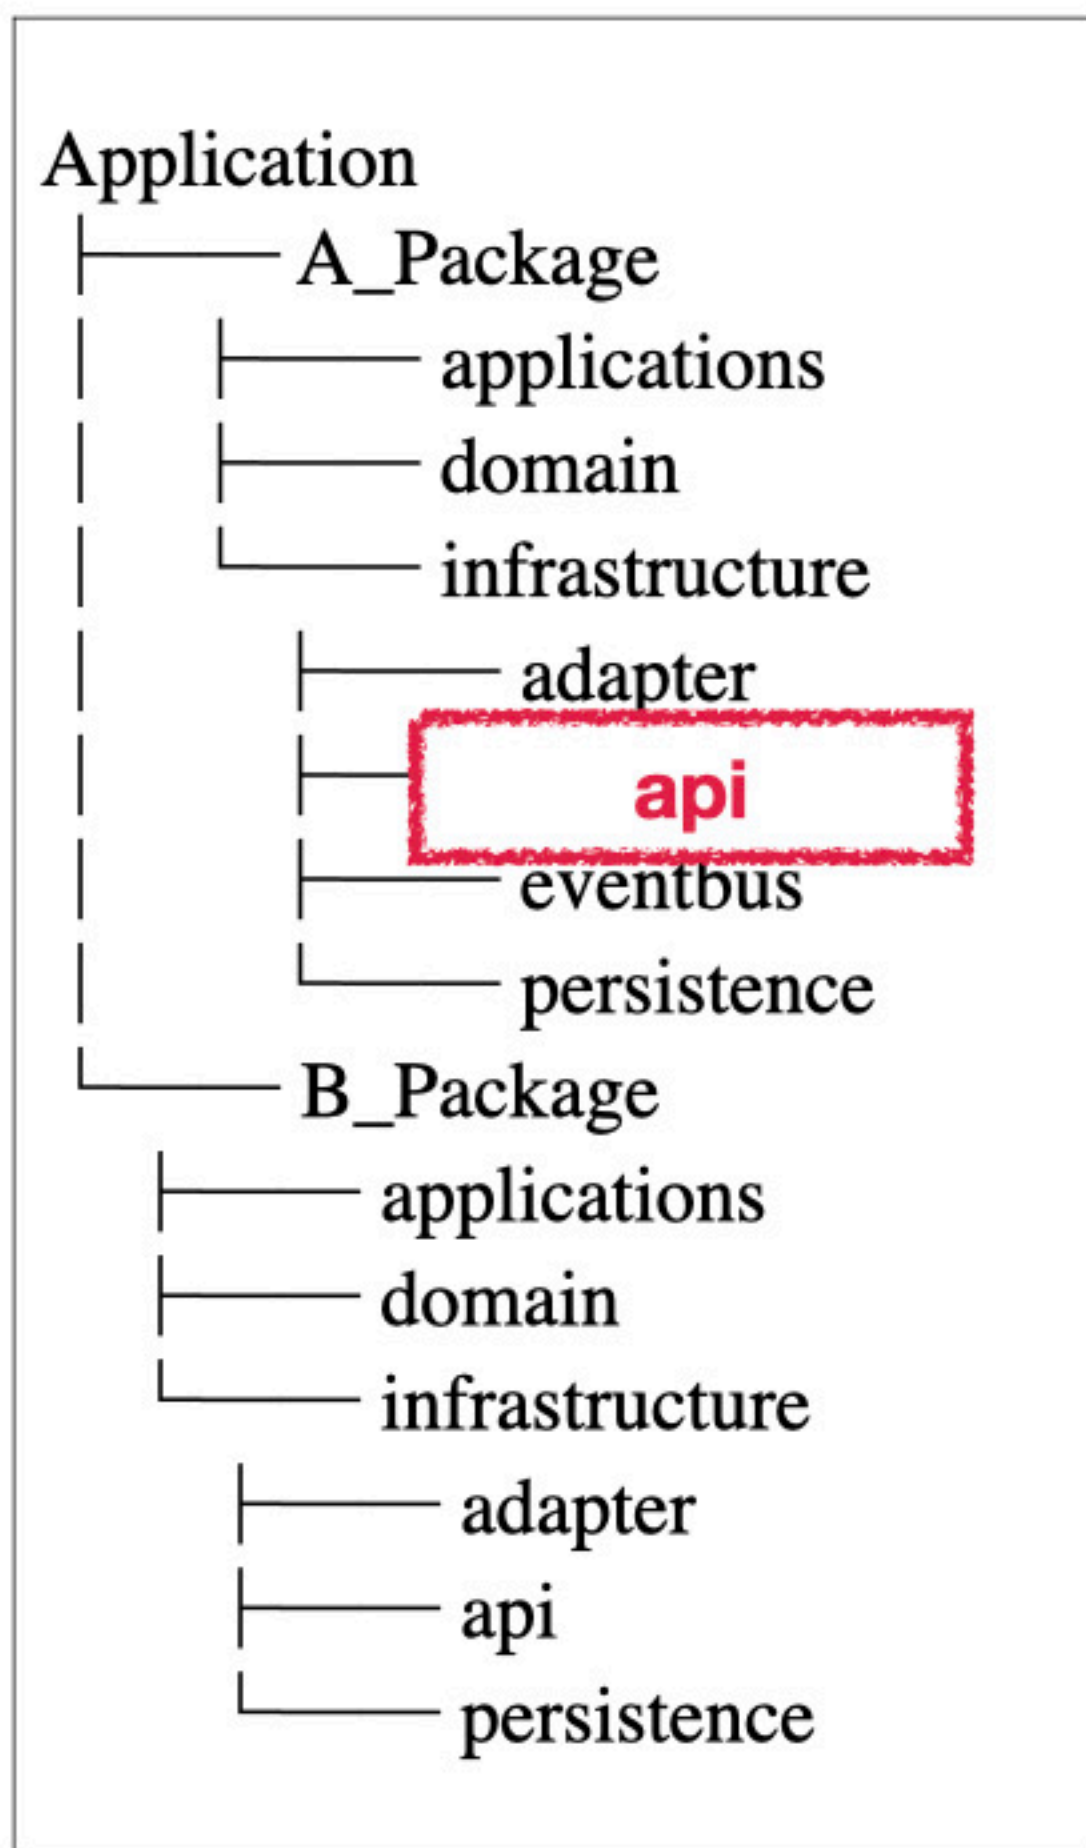 Application
A_Package
applications
domain
infrastructure
adapter
api
eventbus
persistence
B_Package
applications
domain
infrastructure
adapter
api
persistence